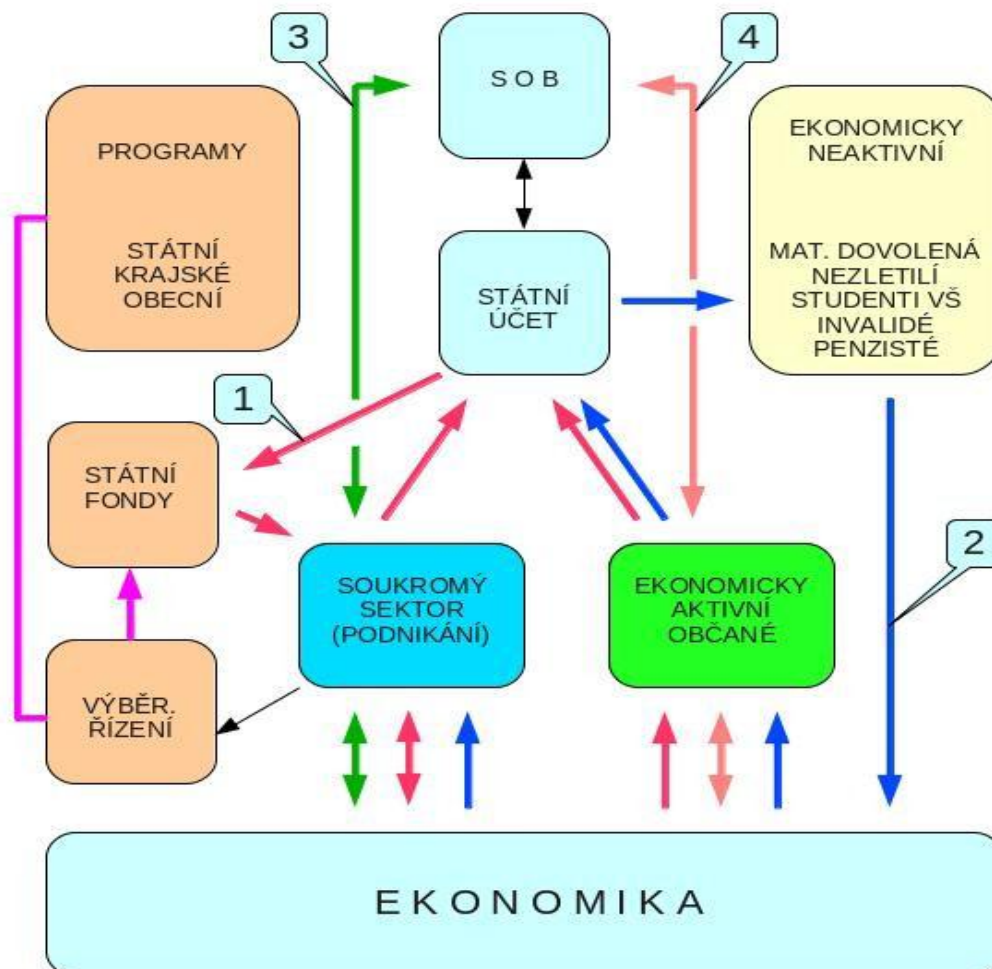 3
S O B
4
PROGRAMY
STÁTNÍ
KRAJSKÉ
OBECNÍ
EKONOMICKY
NEAKTIVNÍ
MAT. DOVOLENÁ
NEZLETILÍ
STUDENTI VŠ
INVALIDÉ
PENZISTÉ
STÁTNÍ
ÚČET
1
STÁTNÍ
FONDY
SOUKROMÝ
SEKTOR
(PODNIKÁNÍ)
EKONOMICKY
AKTIVNÍ
OBČANÉ
2
VÝBĚR.
ŘÍZENÍ
E K O N O M I K A